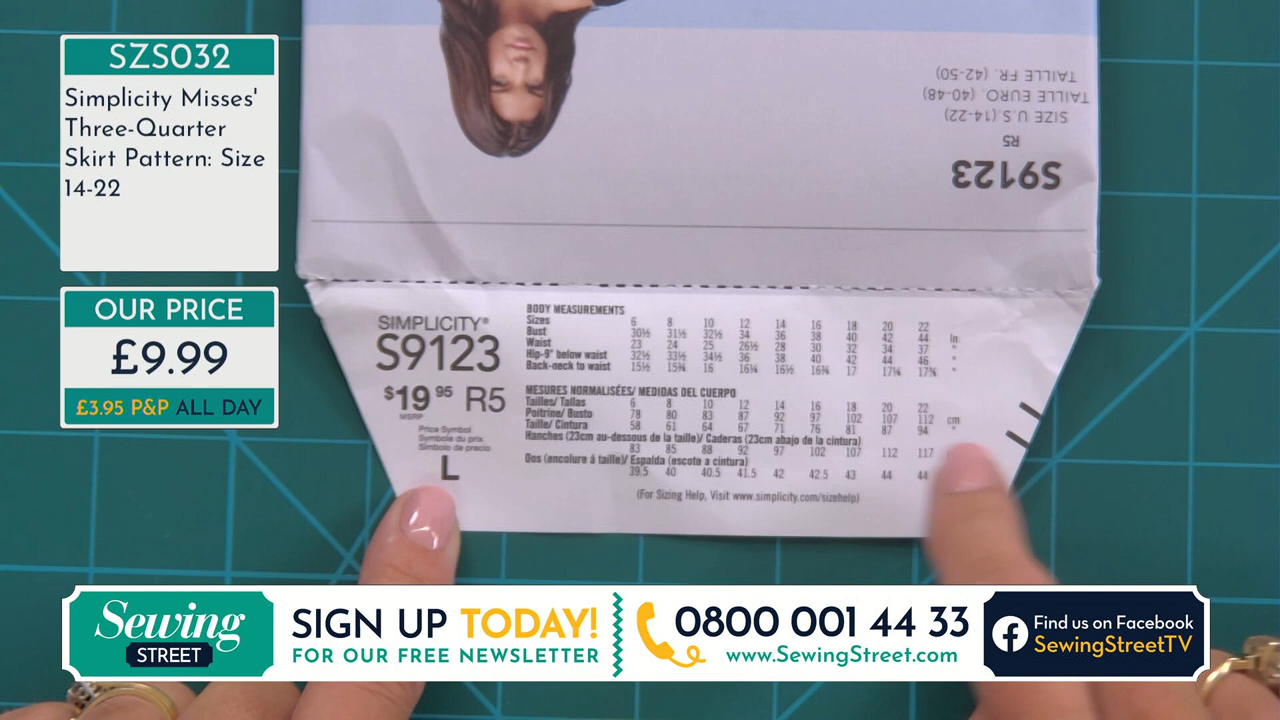 SZS032
Simplicity Misses'
Three-Quarter
Skirt Pattern: Size
14-22
OUR PRICE
£9.99
£3.95 P&P ALL DAY
TAILLE FR. (42-50)
TAILLE EURO. (40-48)
SIZE U.S.(14-22)
R5
S9123
SIMPLICITY®
S9123
$19 95 R5
MSRP
Price Symbol
Symbole du prix
Símbolo de precio
L
BODY MEASUREMENTS
Sizes 6 8 10 12 14 16 18 20 22
Bust 30½ 31½ 32½ 34 36 38 40 42 44 In
Waist 23 24 25 26½ 28 30 32 34 37 "
Hip-9" below waist 32½ 33½ 34½ 36 38 40 42 44 46 "
Back-neck to waist 15½ 15¾ 16 16¼ 16½ 16¾ 17 17¼ 17⅜ "
MESURES NORMALISÉES/ MEDIDAS DEL CUERPO
Tailles/ Tallas 6 8 10 12 14 16 18 20 22
Poitrine/ Busto 78 80 83 87 92 97 102 107 112 cm
Taille/ Cintura 58 61 64 67 71 76 81 87 94 "
Hanches (23cm au-dessous de la taille)/ Caderas (23cm abajo de la cintura)
83 85 88 92 97 102 107 112 117
Dos (encolure á taille)/ Espalda (escote a cintura)
39.5 40 40.5 41.5 42 42.5 43 44 44
(For Sizing Help, Visit www.simplicity.com/sizehelp)
Sewing
STREET
SIGN UP TODAY!
FOR OUR FREE NEWSLETTER
0800 001 44 33
www.SewingStreet.com
Find us on Facebook
SewingStreetTV